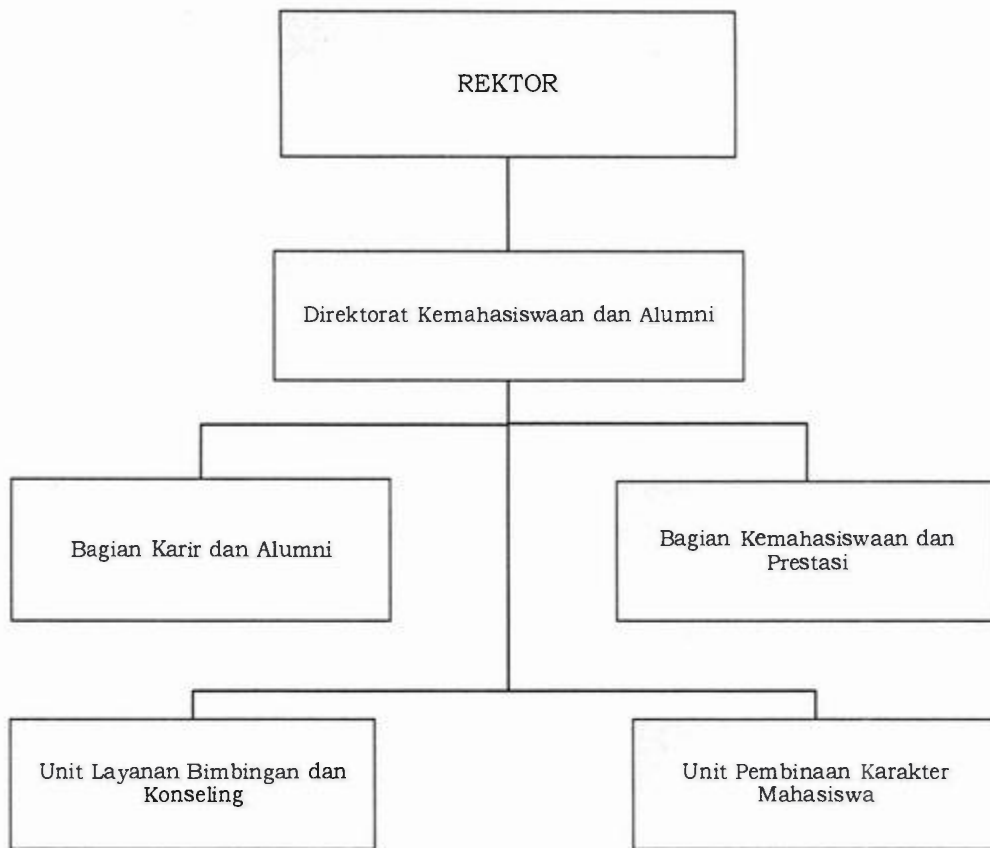 REKTOR
Direktorat Kemahasiswaan dan Alumni
Bagian Karir dan Alumni
Bagian Kemahasiswaan dan
Prestasi
Unit Layanan Bimbingan dan
Konseling
Unit Pembinaan Karakter
Mahasiswa